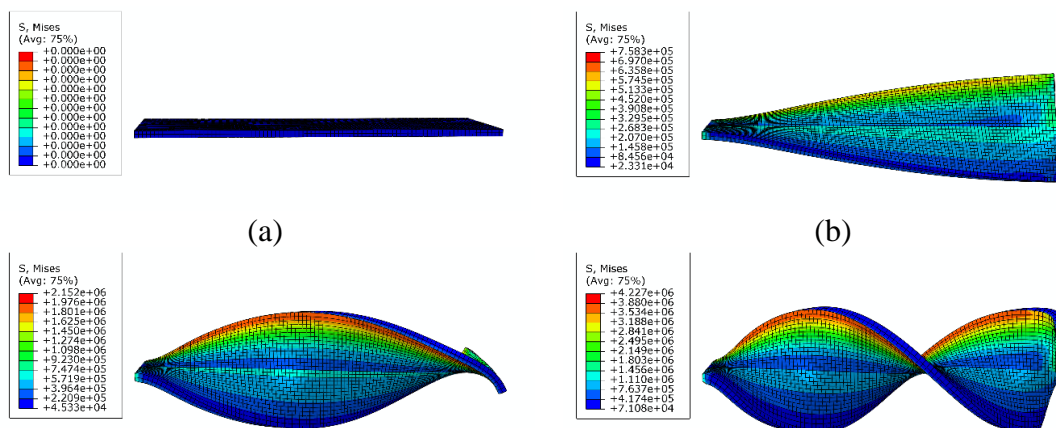 S, Mises
(Avg: 75%)
+0.000e+00
+0.000e+00
+0.000e+00
+0.000e+00
+0.000e+00
+0.000e+00
+0.000e+00
+0.000e+00
+0.000e+00
+0.000e+00
+0.000e+00
+0.000e+00
+0.000e+00
(a)
S, Mises
(Avg: 75%)
+7.583e+05
+6.970e+05
+6.358e+05
+5.745e+05
+5.133e+05
+4.520e+05
+3.908e+05
+3.295e+05
+2.683e+05
+2.070e+05
+1.458e+05
+8.456e+04
+2.331e+04
(b)
S, Mises
(Avg: 75%)
+2.152e+06
+1.976e+06
+1.801e+06
+1.625e+06
+1.450e+06
+1.274e+06
+1.098e+06
+9.230e+05
+7.474e+05
+5.719e+05
+3.964e+05
+2.209e+05
+4.533e+04
S, Mises
(Avg: 75%)
+4.227e+06
+3.880e+06
+3.534e+06
+3.188e+06
+2.841e+06
+2.495e+06
+2.149e+06
+1.803e+06
+1.456e+06
+1.110e+06
+7.637e+05
+4.174e+05
+7.108e+04